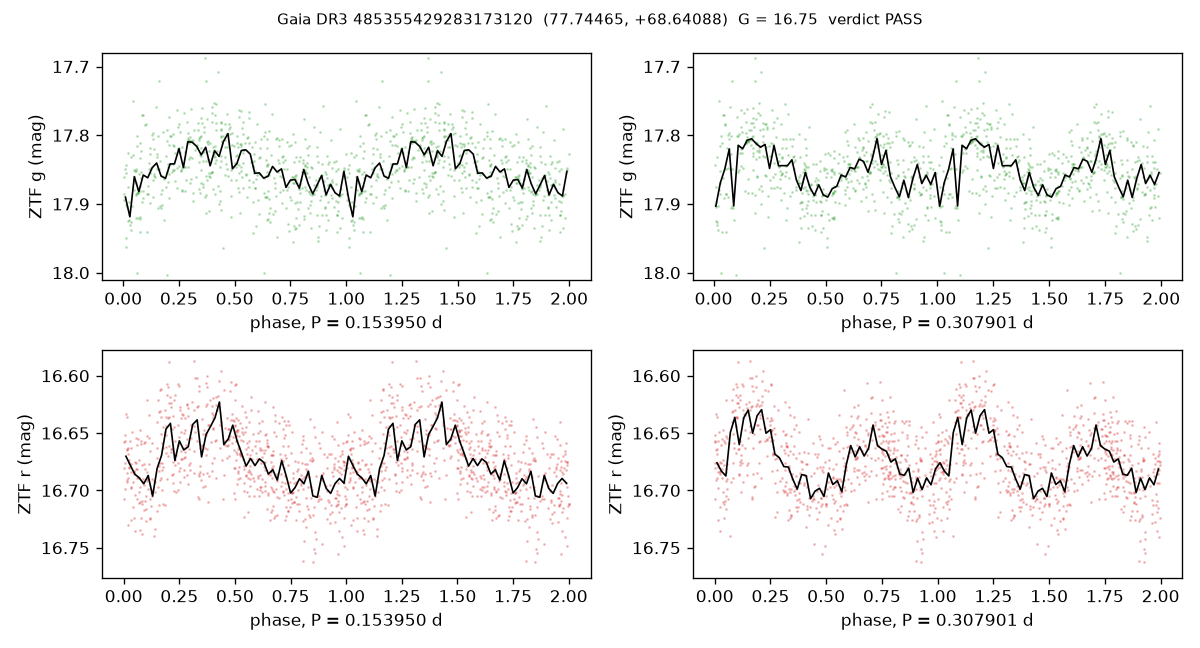 Gaia DR3 485355429283173120 (77.74465, +68.64088) G = 16.75 verdict PASS
ZTF g (mag)
17.7
17.8
17.9
18.0
0.00 0.25 0.50 0.75 1.00 1.25 1.50 1.75 2.00
phase, P = 0.153950 d
ZTF g (mag)
17.7
17.8
17.9
18.0
0.00 0.25 0.50 0.75 1.00 1.25 1.50 1.75 2.00
phase, P = 0.307901 d
ZTF r (mag)
16.60
16.65
16.70
16.75
0.00 0.25 0.50 0.75 1.00 1.25 1.50 1.75 2.00
phase, P = 0.153950 d
ZTF r (mag)
16.60
16.65
16.70
16.75
0.00 0.25 0.50 0.75 1.00 1.25 1.50 1.75 2.00
phase, P = 0.307901 d